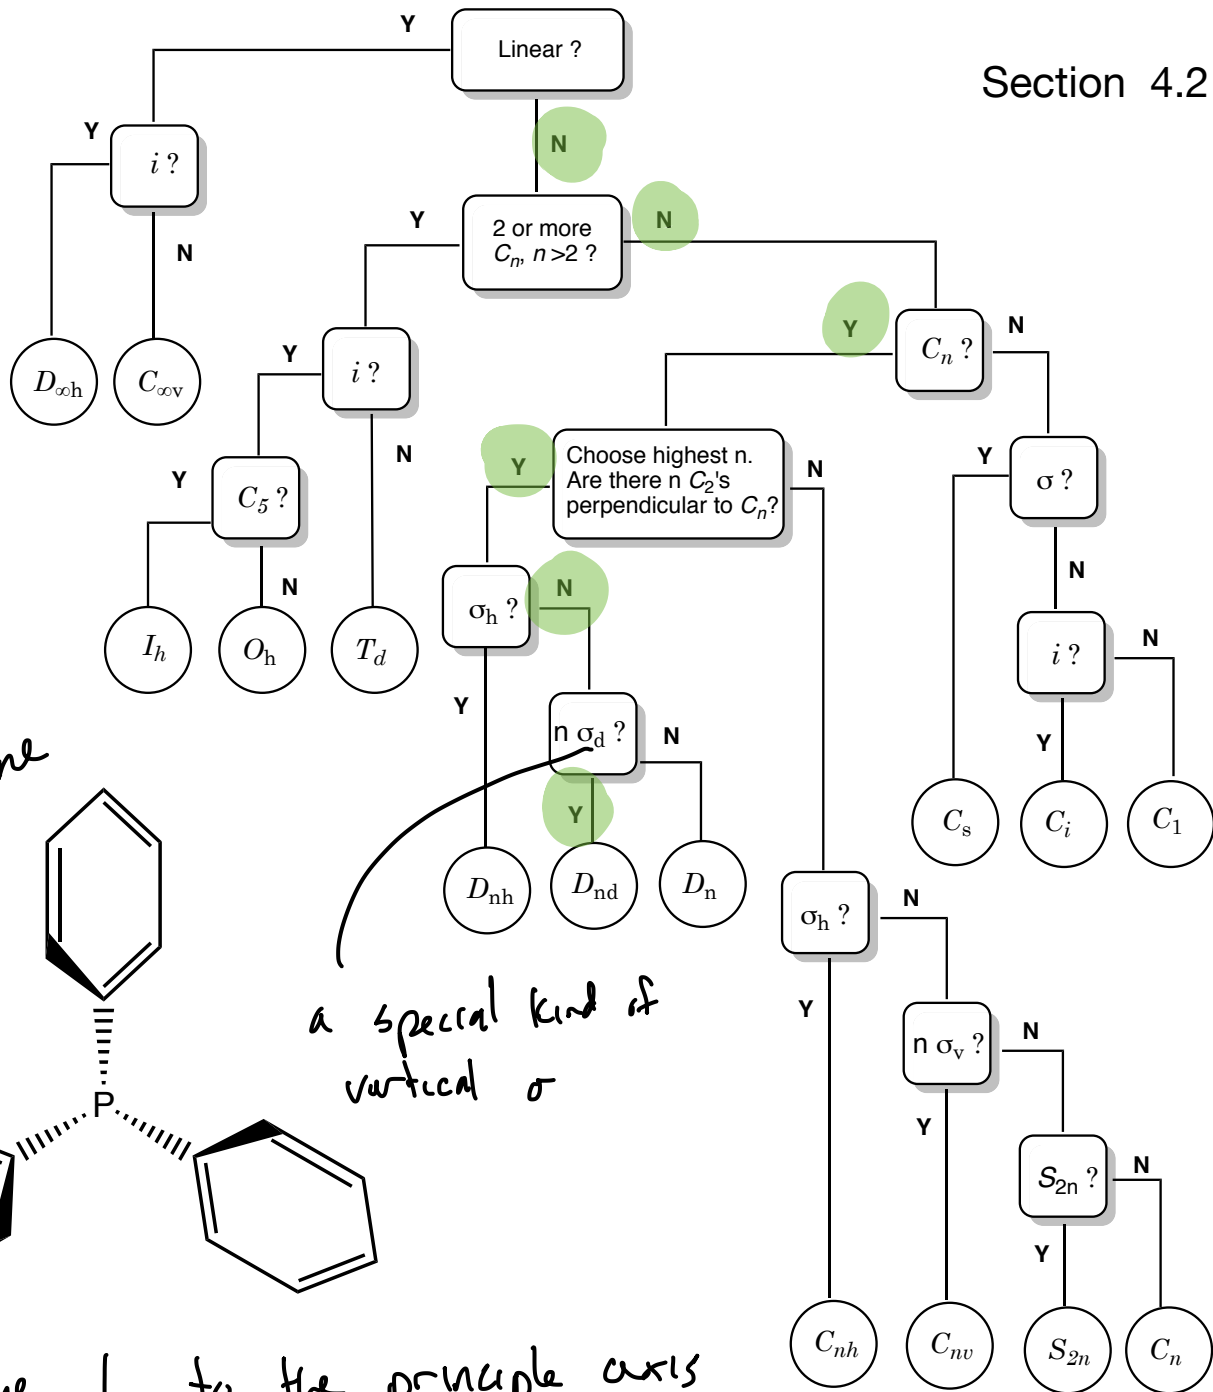 Section 4.2
Linear ?
Y
N
Y
i ?
N
D∞h
C∞v
2 or more
Cn, n >2 ?
Y
N
Y
i ?
N
Y
C5 ?
N
Ih
Oh
Td
Y
Cn ?
N
Y
Choose highest n.
Are there n C2's
perpendicular to Cn?
N
Y
σ ?
N
i ?
N
Y
Cs
Ci
C1
σh ?
N
Y
n σd ?
N
Y
Dnh
Dnd
Dn
σh ?
N
Y
n σv ?
N
Y
S2n ?
N
Y
Cnh
Cnv
S2n
Cn
a special kind of
vertical σ
P
to the principle axis